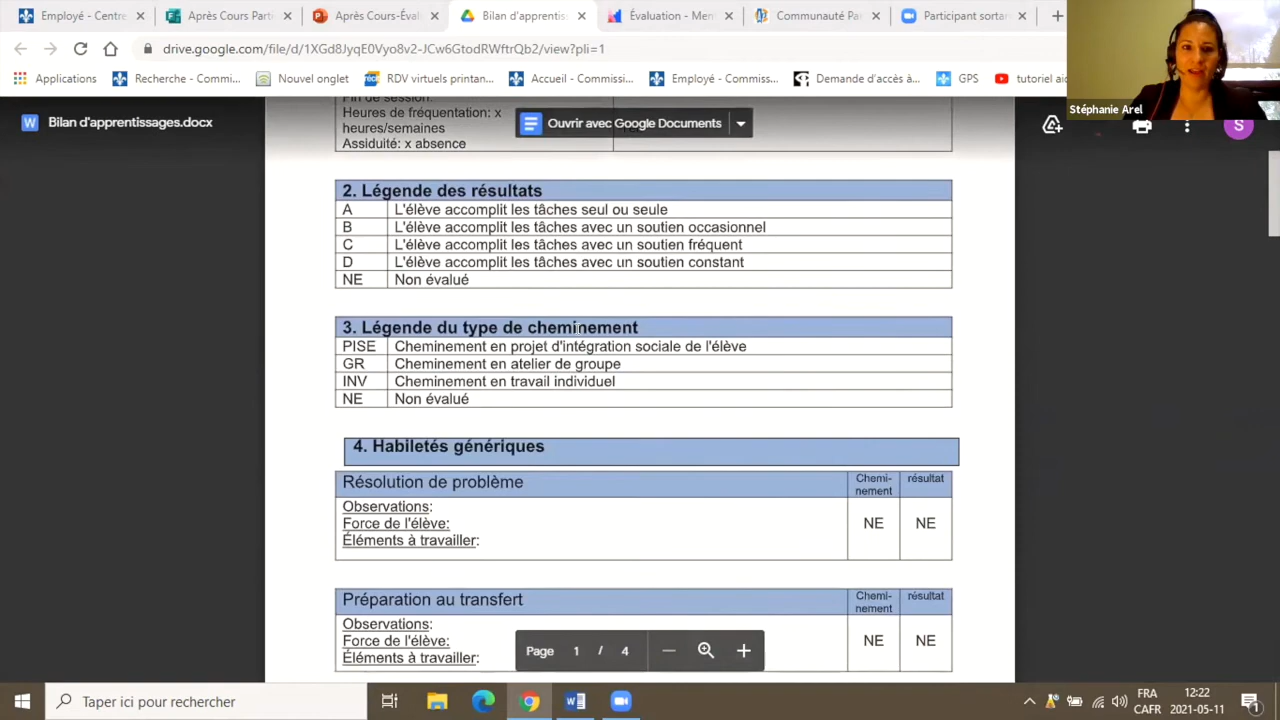 Employé - Centre
Après Cours Parti
Après Cours-Éval
Bilan d'apprentis
Évaluation - Men
Communauté Par
Participant sortan
drive.google.com/file/d/1XGd8JyqE0Vyo8v2-JCw6GtodRWftrQb2/view?pli=1
Applications
Recherche - Commi...
Nouvel onglet
RDV virtuels printan...
Accueil - Commissi...
Employé - Commiss...
Demande d'accès à...
GPS
tutoriel aid
Stéphanie Arel
Bilan d'apprentissages.docx
Ouvrir avec Google Documents
S
Fin de session:
Heures de fréquentation: x
heures/semaines
Assiduité: x absence
2. Légende des résultats
A L'élève accomplit les tâches seul ou seule
B L'élève accomplit les tâches avec un soutien occasionnel
C L'élève accomplit les tâches avec un soutien fréquent
D L'élève accomplit les tâches avec un soutien constant
NE Non évalué
3. Légende du type de cheminement
PISE Cheminement en projet d'intégration sociale de l'élève
GR Cheminement en atelier de groupe
INV Cheminement en travail individuel
NE Non évalué
4. Habiletés génériques
Résolution de problème
Chemi-
nement
résultat
Observations:
Force de l'élève:
Éléments à travailler:
NE NE
Préparation au transfert
Chemi-
nement
résultat
Observations:
Force de l'élève:
Éléments à travailler:
NE NE
Page 1 / 4
Taper ici pour rechercher
FRA
CAFR
12:22
2021-05-11